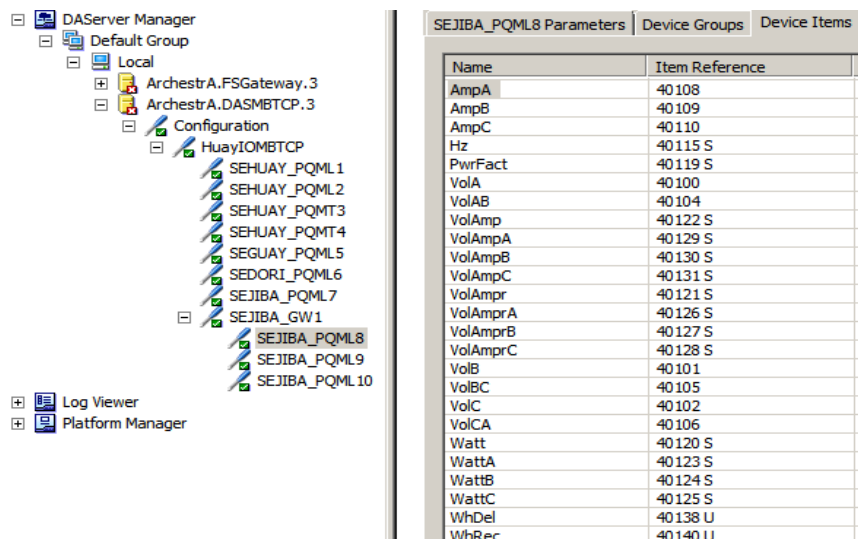 DAServer Manager
Default Group
Local
ArchestrA.FSGateway.3
ArchestrA.DASMBTCP.3
Configuration
HuayIOMBTCP
SEHUAY_PQML1
SEHUAY_PQML2
SEHUAY_PQMT3
SEHUAY_PQMT4
SEGUAY_PQML5
SEDORI_PQML6
SEJIBA_PQML7
SEJIBA_GW1
SEJIBA_PQML8
SEJIBA_PQML9
SEJIBA_PQML10
Log Viewer
Platform Manager
SEJIBA_PQML8 Parameters Device Groups Device Items
Name Item Reference
AmpA 40108
AmpB 40109
AmpC 40110
Hz 40115 S
PwrFact 40119 S
VolA 40100
VolAB 40104
VolAmp 40122 S
VolAmpA 40129 S
VolAmpB 40130 S
VolAmpC 40131 S
VolAmpr 40121 S
VolAmprA 40126 S
VolAmprB 40127 S
VolAmprC 40128 S
VolB 40101
VolBC 40105
VolC 40102
VolCA 40106
Watt 40120 S
WattA 40123 S
WattB 40124 S
WattC 40125 S
WhDel 40138 U
WhRec 40140 U